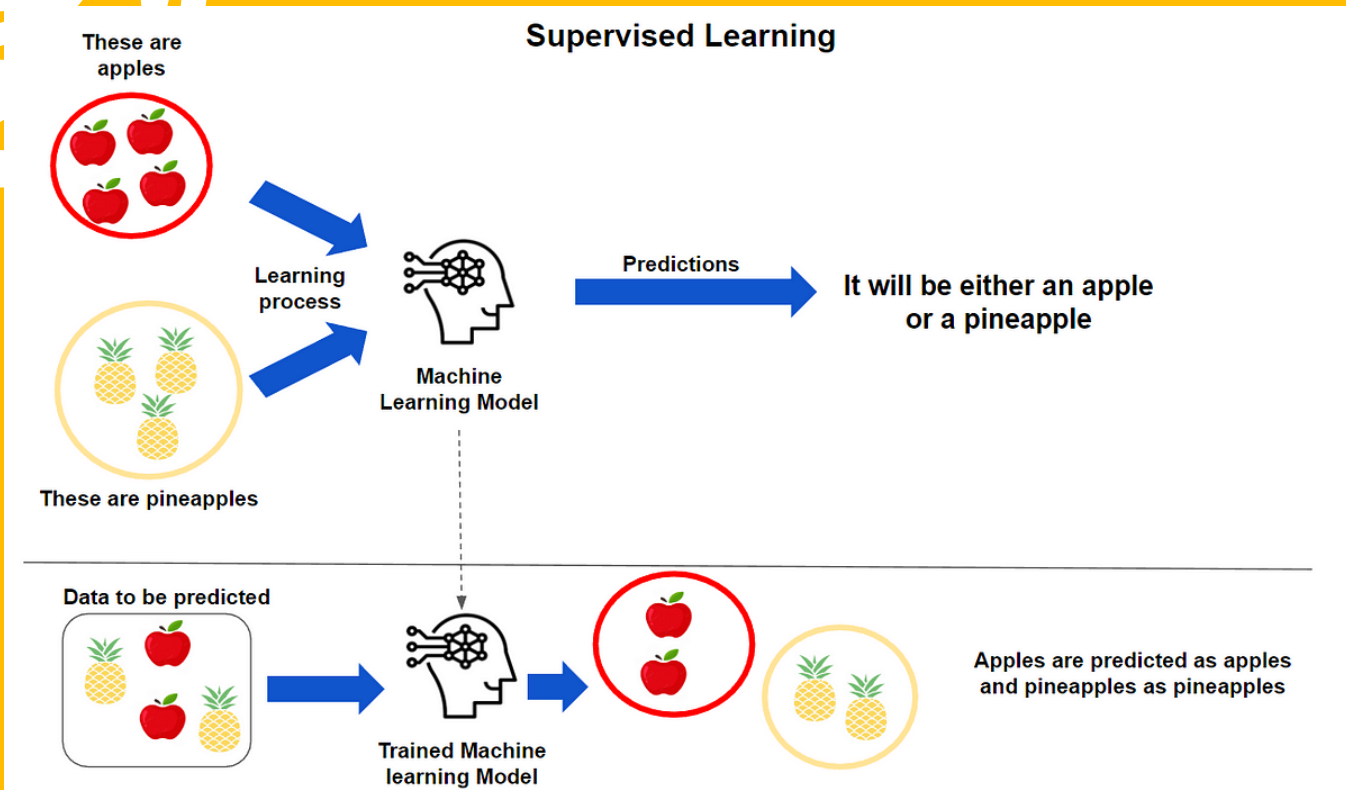 Supervised Learning
These are
apples
Learning
process
Machine
Learning Model
Predictions
It will be either an apple
or a pineapple
These are pineapples
Data to be predicted
Trained Machine
learning Model
Apples are predicted as apples
and pineapples as pineapples